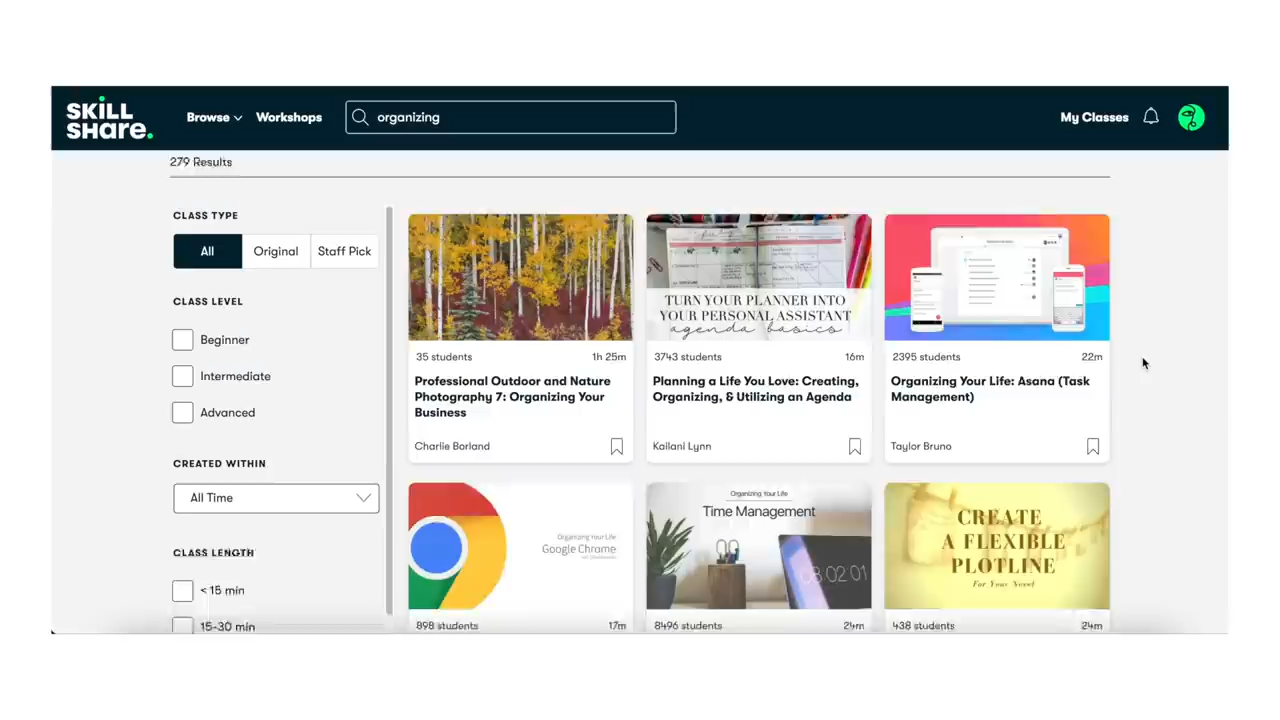 SKILL
SHARE.
Browse
Workshops
organizing
My Classes
279 Results
CLASS TYPE
All
Original
Staff Pick
CLASS LEVEL
Beginner
Intermediate
Advanced
CREATED WITHIN
All Time
CLASS LENGTH
< 15 min
15-30 min
35 students
1h 25m
Professional Outdoor and Nature
Photography 7: Organizing Your
Business
Charlie Borland
TURN YOUR PLANNER INTO
YOUR PERSONAL ASSISTANT
agenda basics
3743 students
16m
Planning a Life You Love: Creating,
Organizing, & Utilizing an Agenda
Kailani Lynn
2395 students
22m
Organizing Your Life: Asana (Task
Management)
Taylor Bruno
Organizing Your Life
Google Chrome
898 students
17m
Organizing Your Life
Time Management
03 02 01
8496 students
24m
CREATE
A FLEXIBLE
PLOTLINE
For Your Novel
438 students
24m